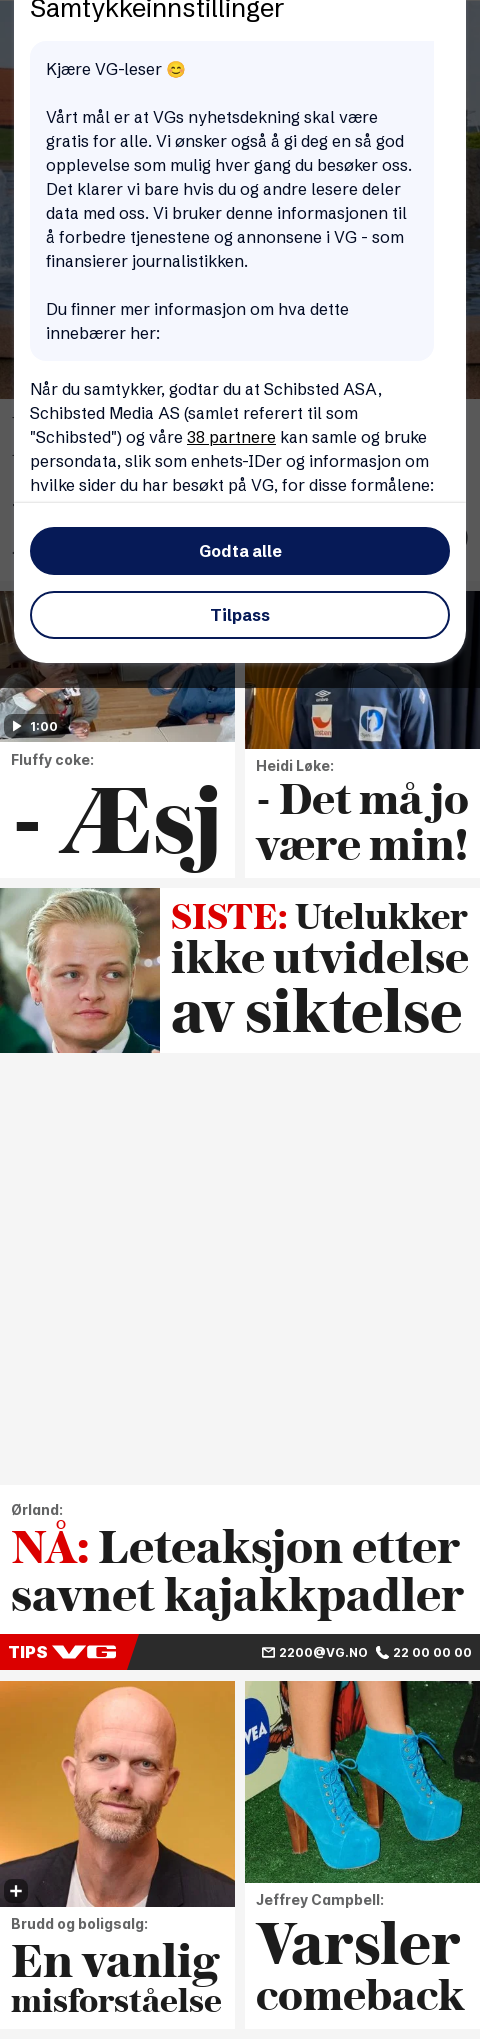 Samtykkeinnstillinger
Kjære VG-leser 😊
Vårt mål er at VGs nyhetsdekning skal være
gratis for alle. Vi ønsker også å gi deg en så god
opplevelse som mulig hver gang du besøker oss.
Det klarer vi bare hvis du og andre lesere deler
data med oss. Vi bruker denne informasjonen til
å forbedre tjenestene og annonsene i VG - som
finansierer journalistikken.
Du finner mer informasjon om hva dette
innebærer her:
Når du samtykker, godtar du at Schibsted ASA,
Schibsted Media AS (samlet referert til som
"Schibsted") og våre 38 partnere kan samle og bruke
persondata, slik som enhets-IDer og informasjon om
hvilke sider du har besøkt på VG, for disse formålene:
Godta alle
Tilpass
1:00
umbro
Fluffy coke:
- Æsj
Heidi Løke:
- Det må jo
være min!
SISTE: Utelukker
ikke utvidelse
av siktelse
Ørland:
NÅ: Leteaksjon etter
savnet kajakkpadler
TIPS VG
2200@VG.NO 22 00 00 00
Brudd og boligsalg:
En vanlig
misforståelse
Jeffrey Campbell:
Varsler
comeback